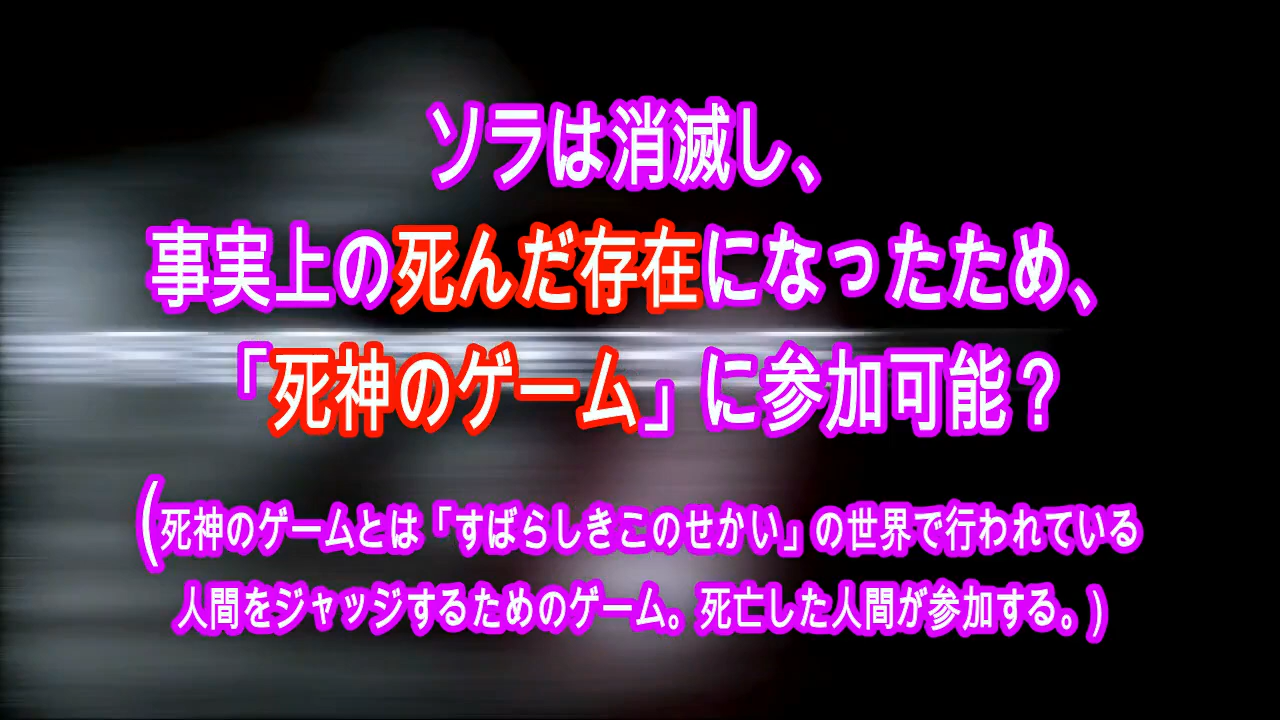 ソラは消滅し、
事実上の死んだ存在になったため、
「死神のゲーム」に参加可能？
(死神のゲームとは「すばらしきこのせかい」の世界で行われている
人間をジャッジするためのゲーム。死亡した人間が参加する。)